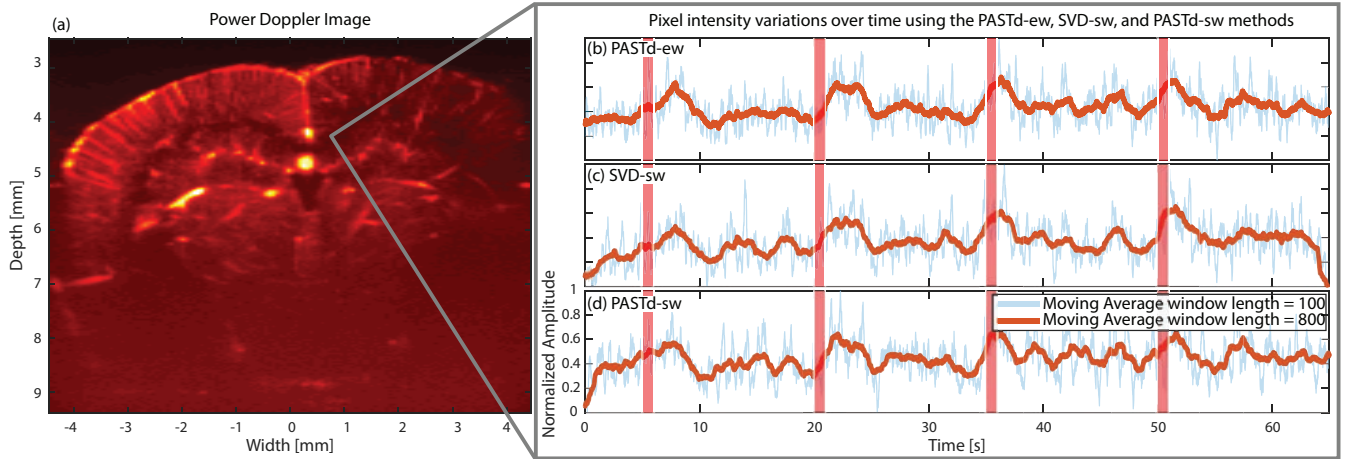 Power Doppler Image
(a)
3
4
5
6
7
8
9
Depth [mm]
-4
-3
-2
-1
0
1
2
3
4
Width [mm]
Pixel intensity variations over time using the PASTd-ew, SVD-sw, and PASTd-sw methods
(b) PASTd-ew
(c) SVD-sw
(d) PASTd-sw
Moving Average window length = 100
Moving Average window length = 800
1
0.8
0.6
0.4
0.2
0
Normalized Amplitude
0
10
20
30
40
50
60
Time [s]